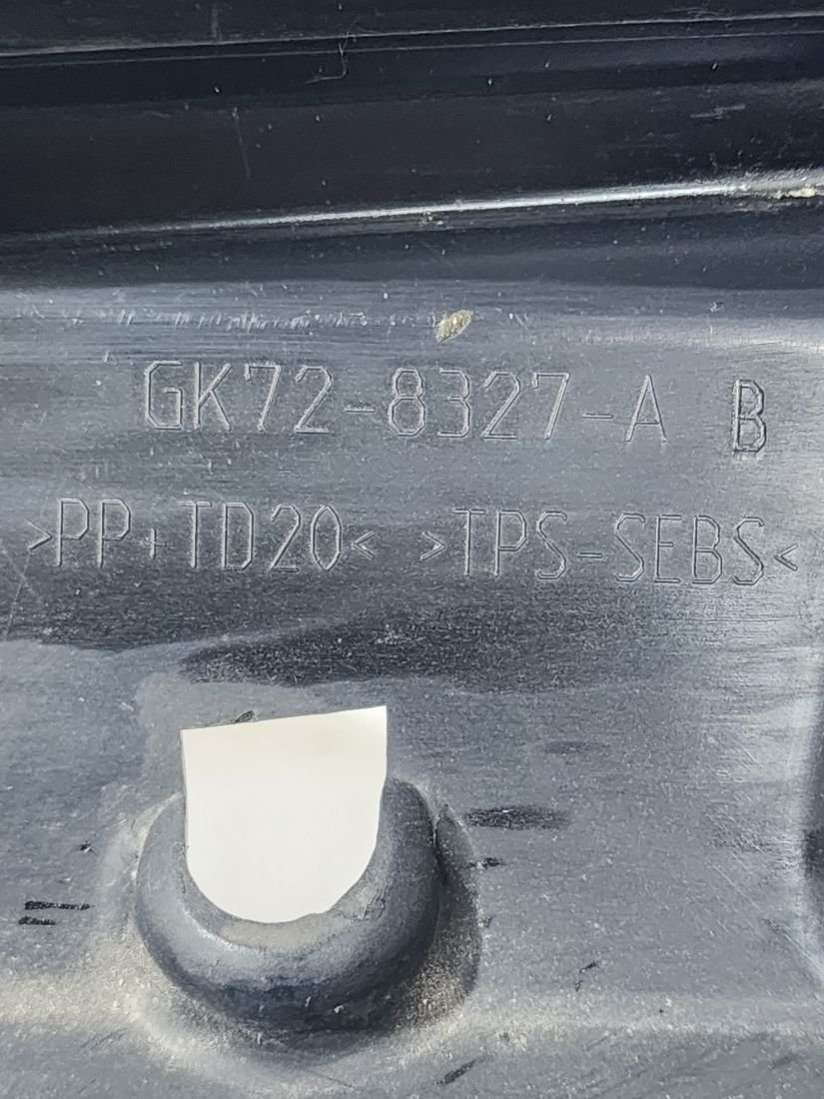 GK72-8327-A B
>PP+TD20< >TPS-SEBS<